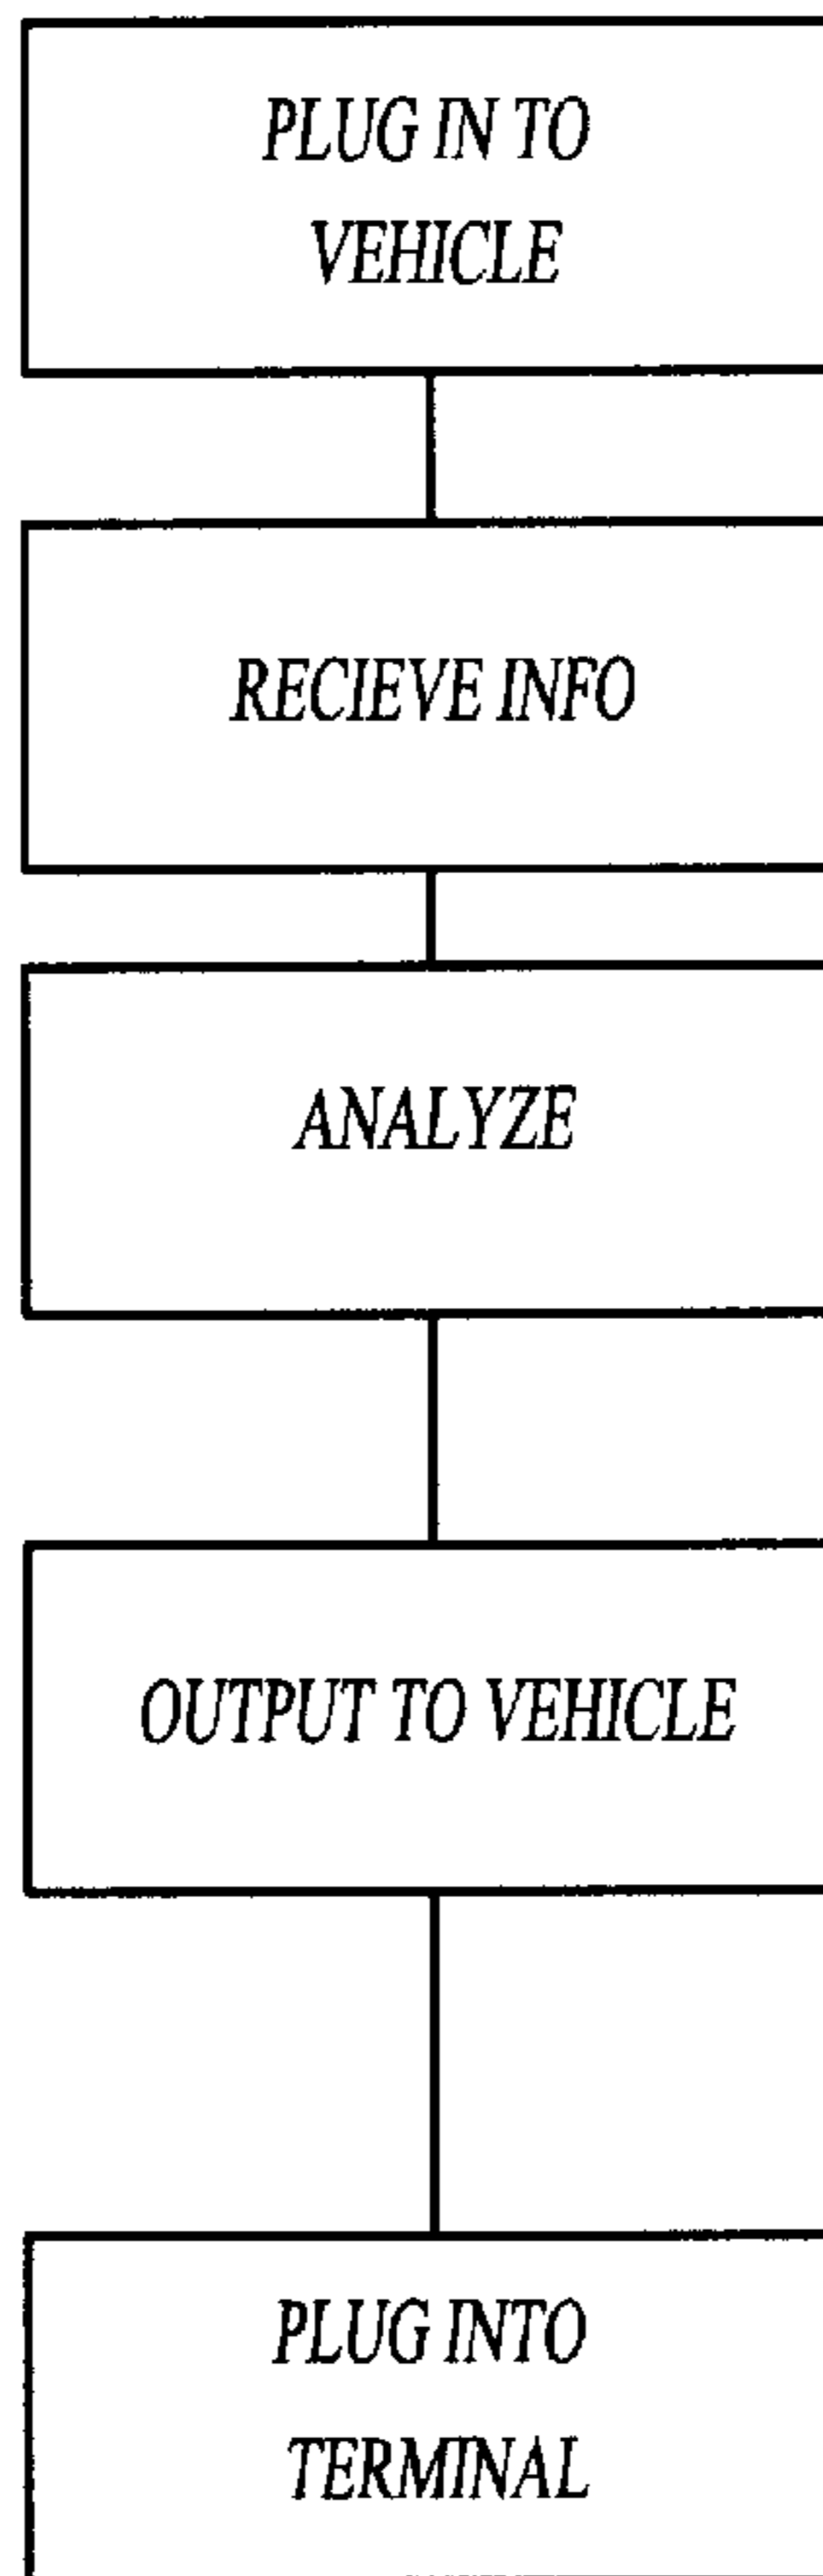 PLUG IN TO
VEHICLE
RECIEVE INFO
ANALYZE
OUTPUT TO VEHICLE
PLUG INTO
TERMINAL